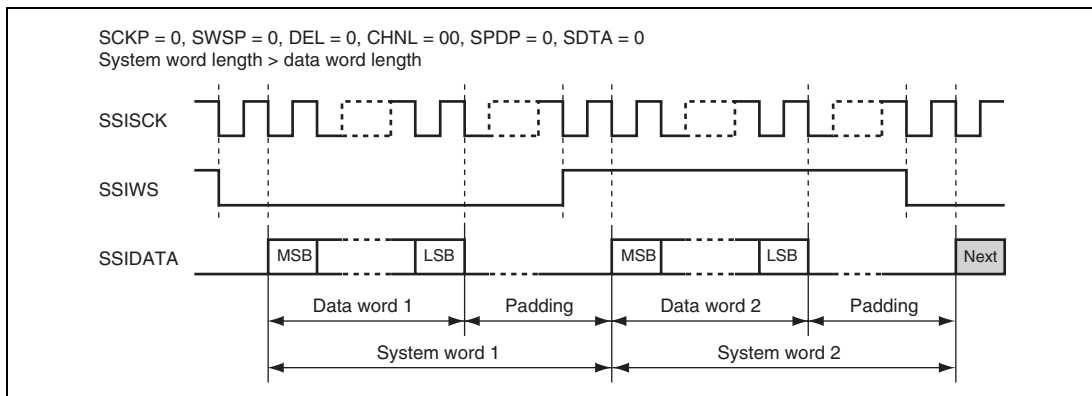 SCKP = 0, SWSP = 0, DEL = 0, CHNL = 00, SPDP = 0, SDTA = 0
System word length > data word length
SSISCK
SSIWS
SSIDATA
MSB LSB MSB LSB Next
Data word 1 Padding Data word 2 Padding
System word 1 System word 2